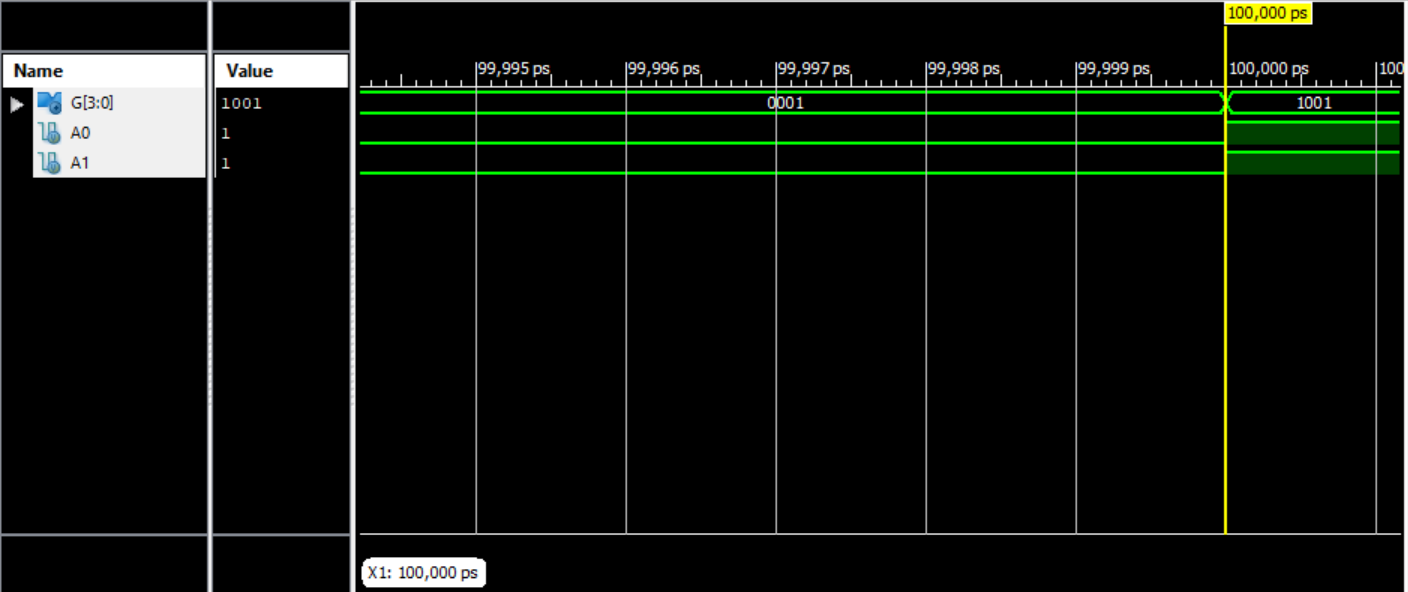 100,000 ps
Name Value
99,995 ps 99,996 ps 99,997 ps 99,998 ps 99,999 ps 100,000 ps 100
G[3:0] 1001 0001 1001
A0 1
A1 1
X1: 100,000 ps